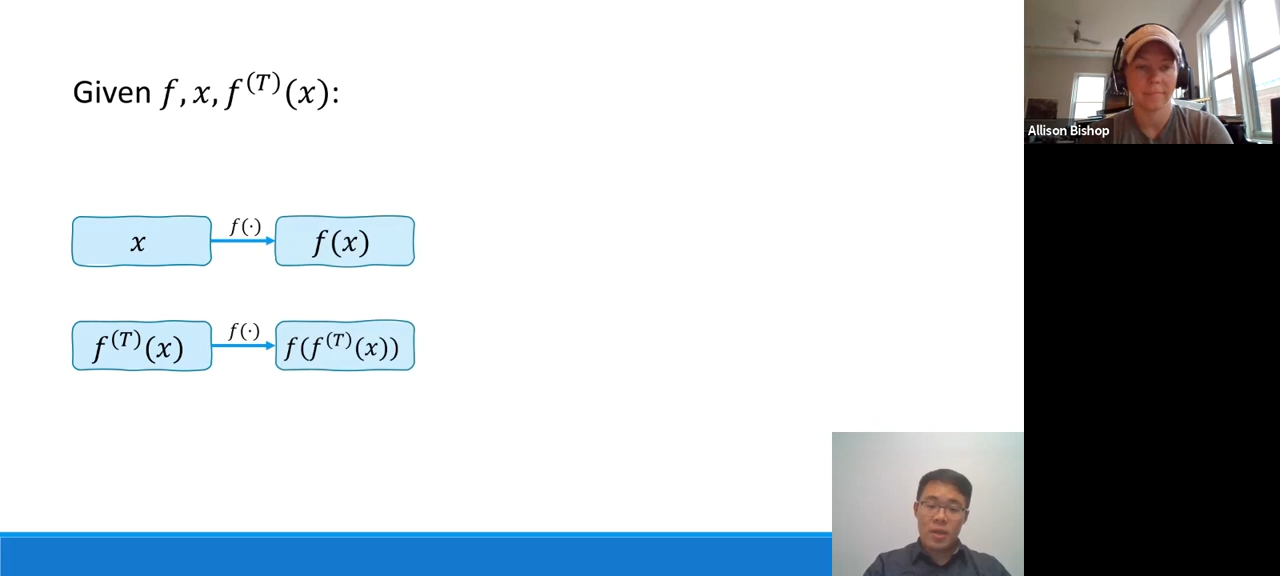 Given f, x, f^(T)(x):
x
f(·)
f(x)
f^(T)(x)
f(·)
f(f^(T)(x))
Allison Bishop